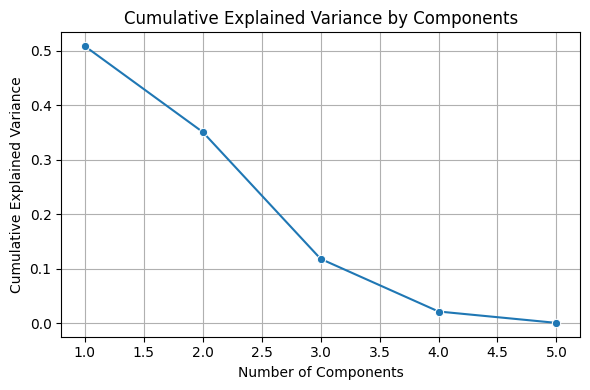 Cumulative Explained Variance by Components
Cumulative Explained Variance
0.5
0.4
0.3
0.2
0.1
0.0
1.0 1.5 2.0 2.5 3.0 3.5 4.0 4.5 5.0
Number of Components